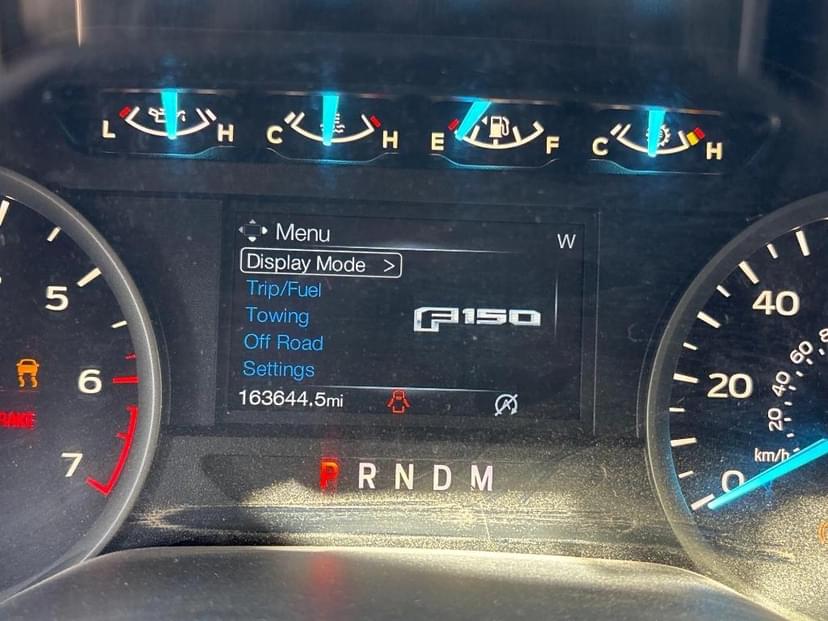 L H C H E F C H
Menu W
Display Mode >
Trip/Fuel
Towing
Off Road
Settings
F150
163644.5mi
P R N D M
5
6
7
BRAKE
40
20
0
60
40
20
km/h